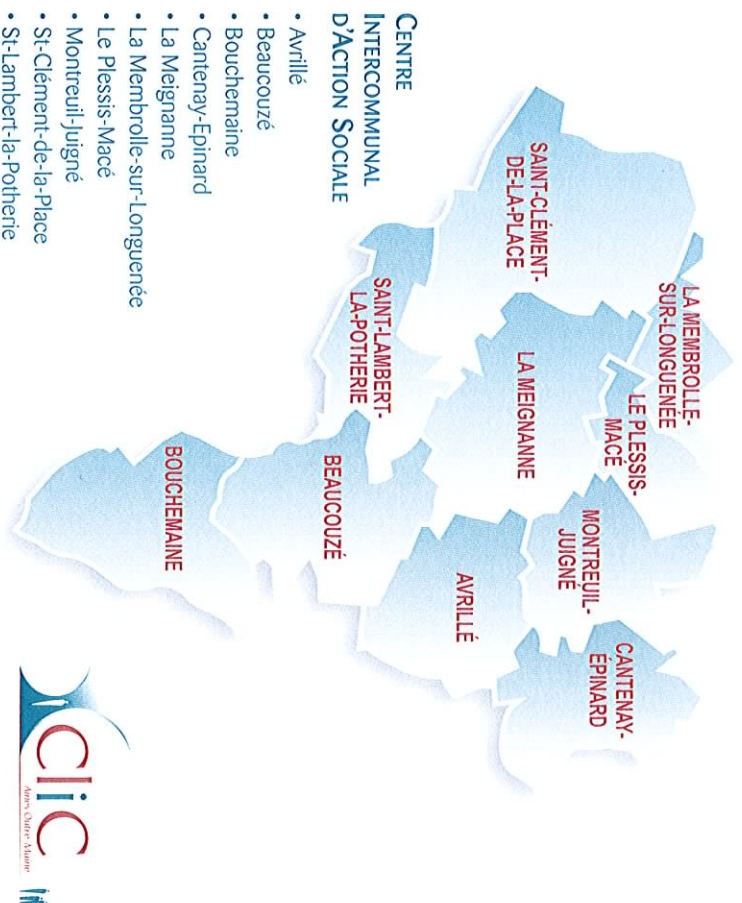 CENTRE
INTERCOMMUNAL
D'ACTION SOCIALE
• Avrillé
• Beaucouzé
• Bouchemaine
• Cantenay-Epinard
• La Meignanne
• La Membrolle-sur-Longuenée
• Le Plessis-Macé
• Montreuil-Juigné
• St-Clément-de-la-Place
• St-Lambert-la-Potherie
LA MEMBROLLE-
SUR-LONGUENÉE
LE PLESSIS-
MACÉ
SAINT-CLÉMENT-
DE-LA-PLACE
LA MEIGNANNE
MONTREUIL-
JUIGNÉ
CANTENAY-
ÉPINARD
SAINT-LAMBERT-
LA-POTHERIE
AVRILLÉ
BEAUCOUZÉ
BOUCHEMAINE
CliC
Outre Maine